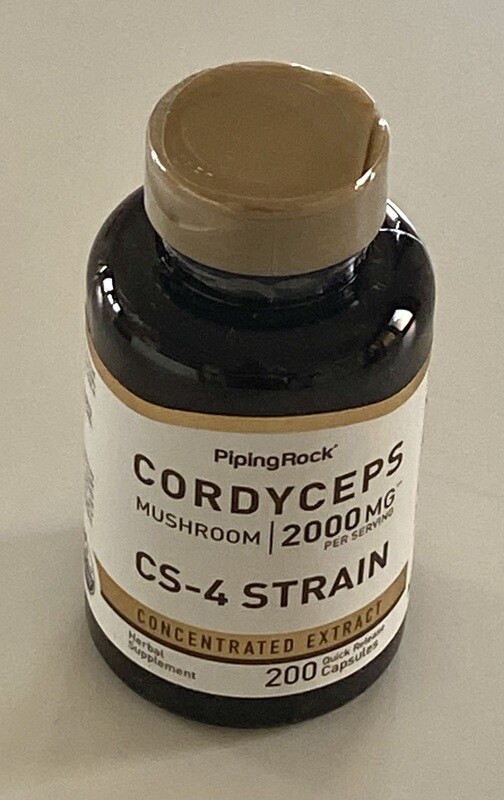 PipingRock®
CORDYCEPS
MUSHROOM | 2000 MG**
PER SERVING
CS-4 STRAIN
CONCENTRATED EXTRACT
Herbal
Supplement
200 Quick Release
Capsules